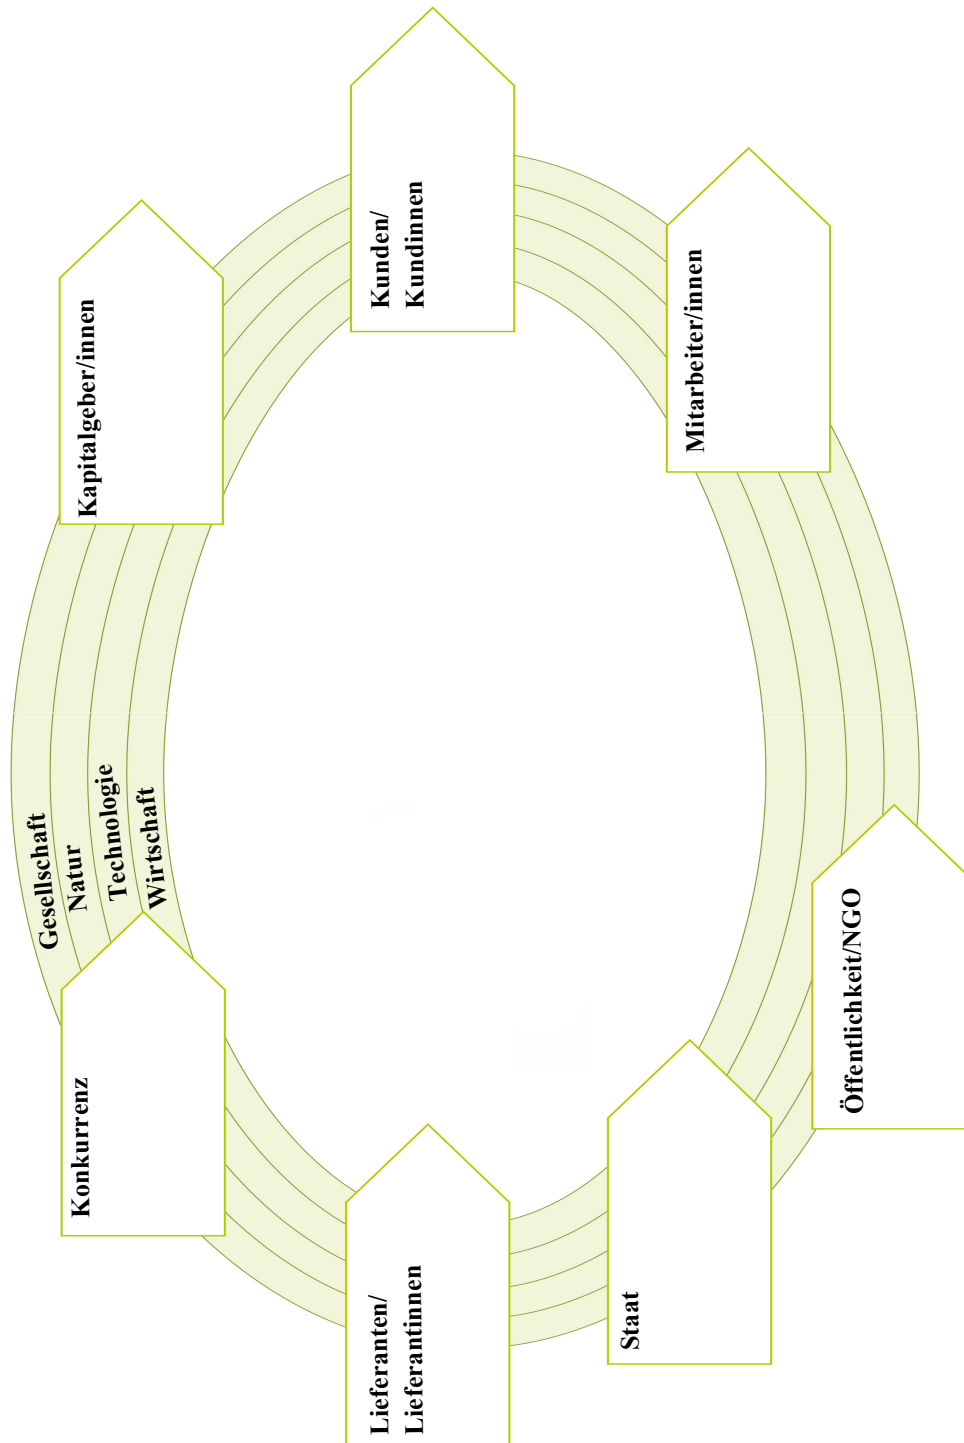 Gesellschaft
Natur
Technologie
Wirtschaft
Konkurrenz
Kapitalgeber/innen
Lieferanten/
Lieferantinnen
Kunden/
Kundinnen
Staat
Mitarbeiter/innen
Öffentlichkeit/NGO